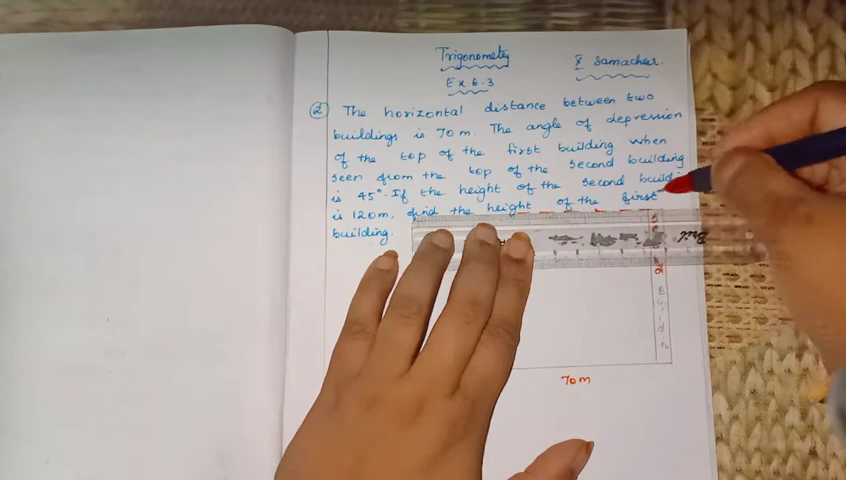 Trigonometry
X Samacheer.
Ex 6.3
② The horizontal distance between two
buildings is 70m. The angle of depression
of the top of the first building when
seen from the top of the second building
is 45°. If the height of the second
is 120m, find the height of the first
building.
70m